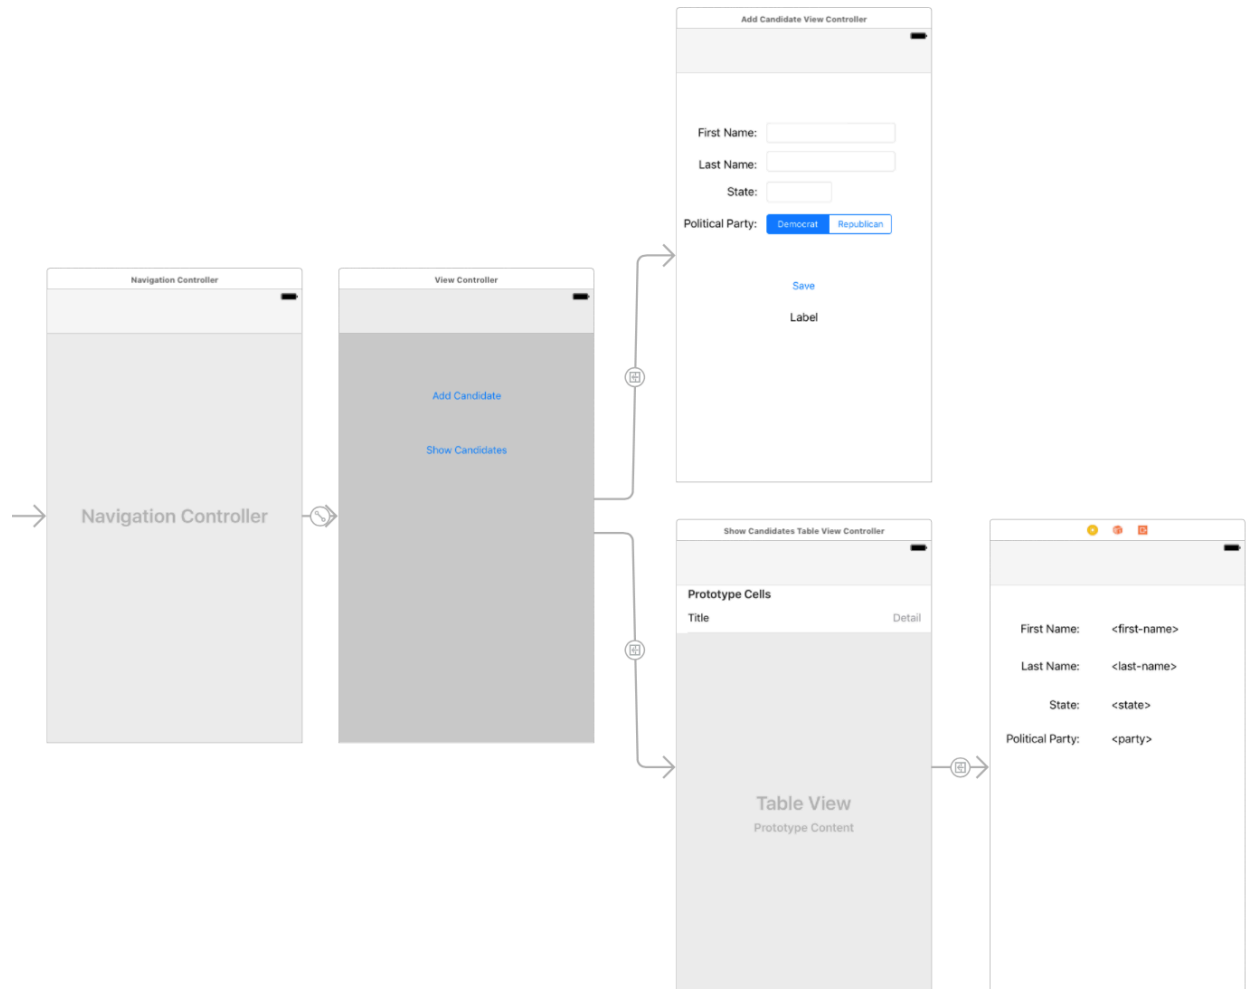 Add Candidate View Controller
First Name:
Last Name:
State:
Political Party: Democrat Republican
Save
Label
Navigation Controller
Navigation Controller
View Controller
Add Candidate
Show Candidates
Show Candidates Table View Controller
Prototype Cells
Title Detail
Table View
Prototype Content
First Name: <first-name>
Last Name: <last-name>
State: <state>
Political Party: <party>